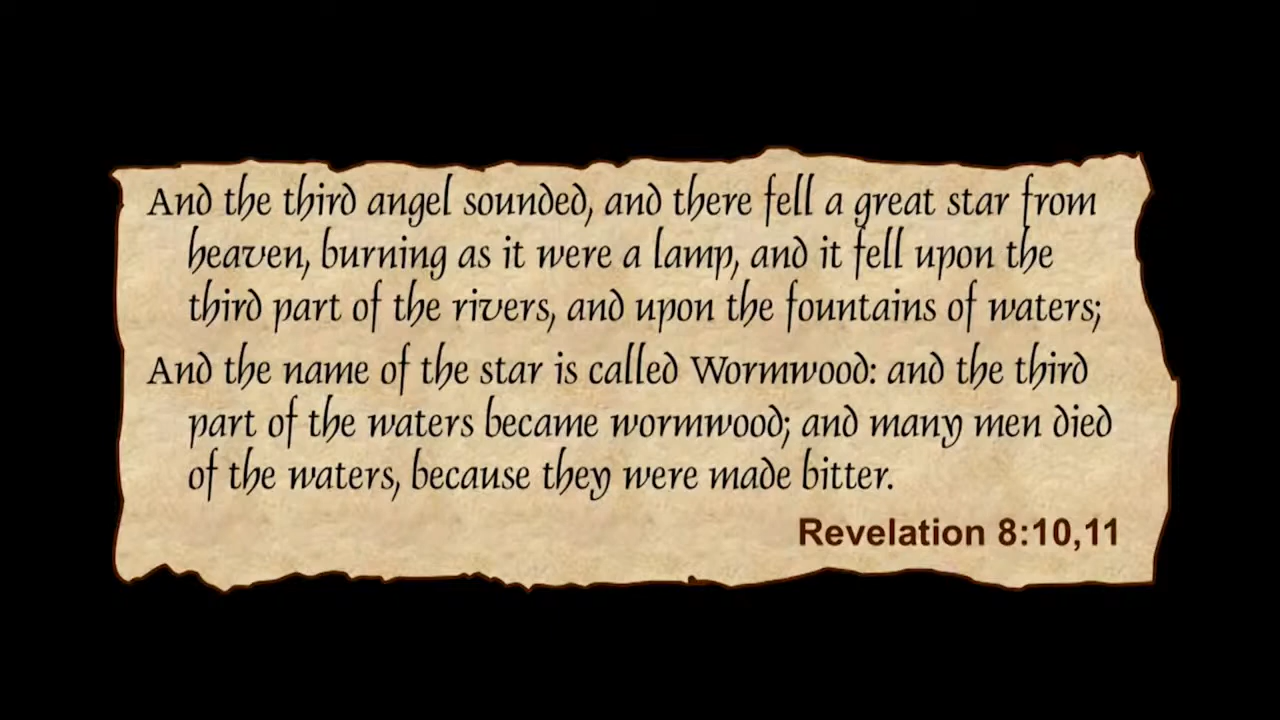 And the third angel sounded, and there fell a great star from
heaven, burning as it were a lamp, and it fell upon the
third part of the rivers, and upon the fountains of waters;
And the name of the star is called Wormwood: and the third
part of the waters became wormwood; and many men died
of the waters, because they were made bitter.
Revelation 8:10,11